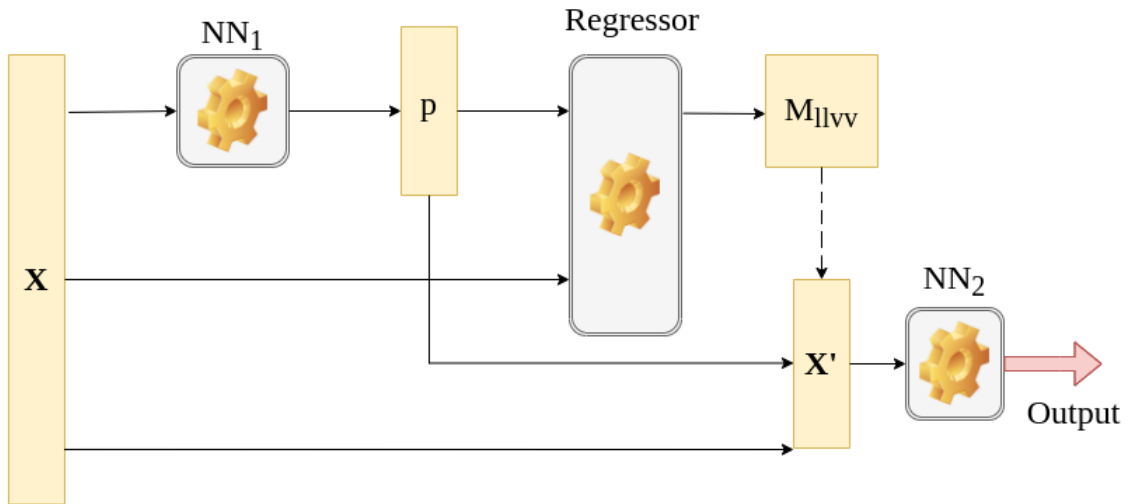 NN1
Regressor
p
Mllvv
X
NN2
X'
Output